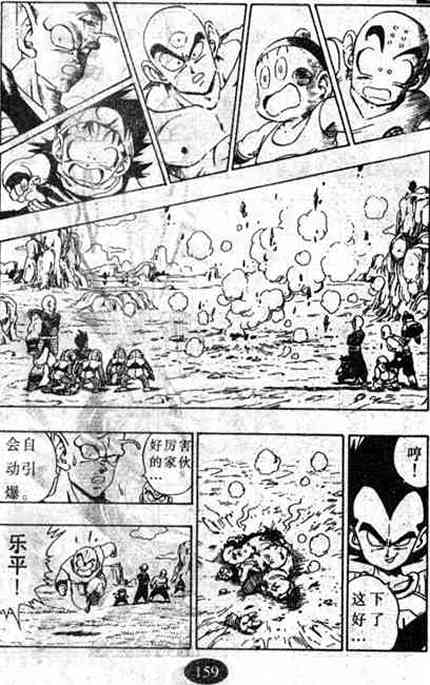 哼！
这下
好了
…
好厉害
的家伙
…
会自
动引
爆。
乐平！
159